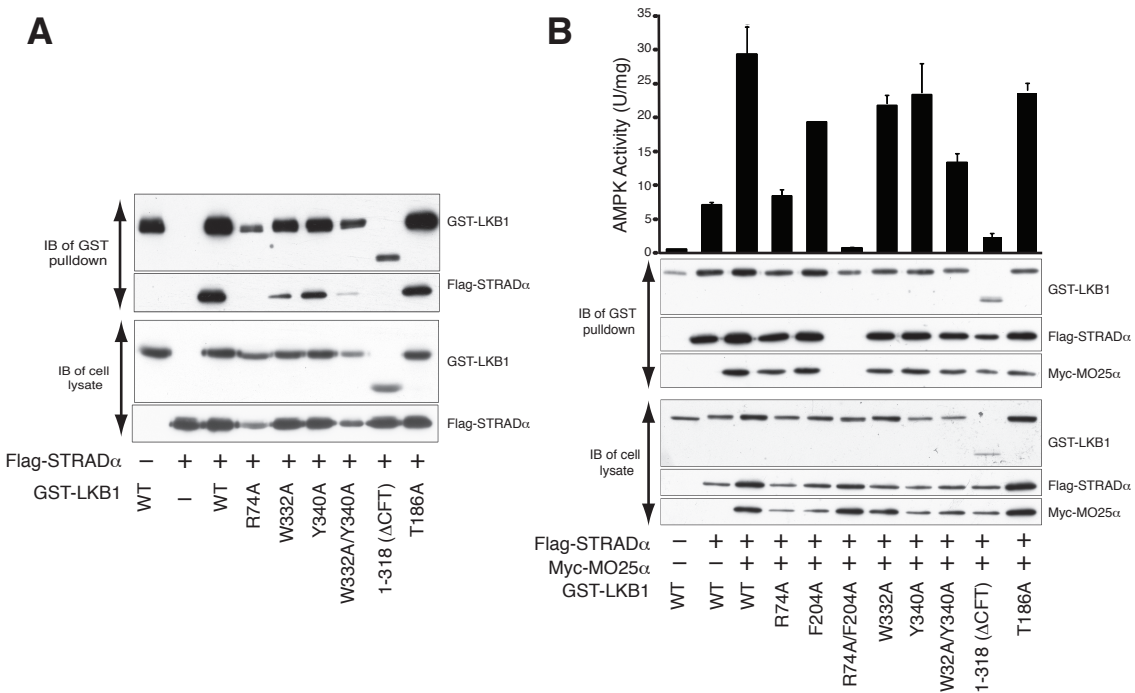 A
IB of GST
pulldown
GST-LKB1
Flag-STRADα
IB of cell
lysate
GST-LKB1
Flag-STRADα
Flag-STRADα − + + + + + + + +
GST-LKB1 WT − WT R74A W332A Y340A W332A/Y340A 1-318 (ΔCFT) T186A
B
AMPK Activity (U/mg)
35
30
25
20
15
10
5
0
IB of GST
pulldown
GST-LKB1
Flag-STRADα
Myc-MO25α
IB of cell
lysate
GST-LKB1
Flag-STRADα
Myc-MO25α
Flag-STRADα − + + + + + + + + + +
Myc-MO25α − − + + + + + + + + +
GST-LKB1 WT WT WT R74A F204A R74A/F204A W332A Y340A W32A/Y340A 1-318 (ΔCFT) T186A